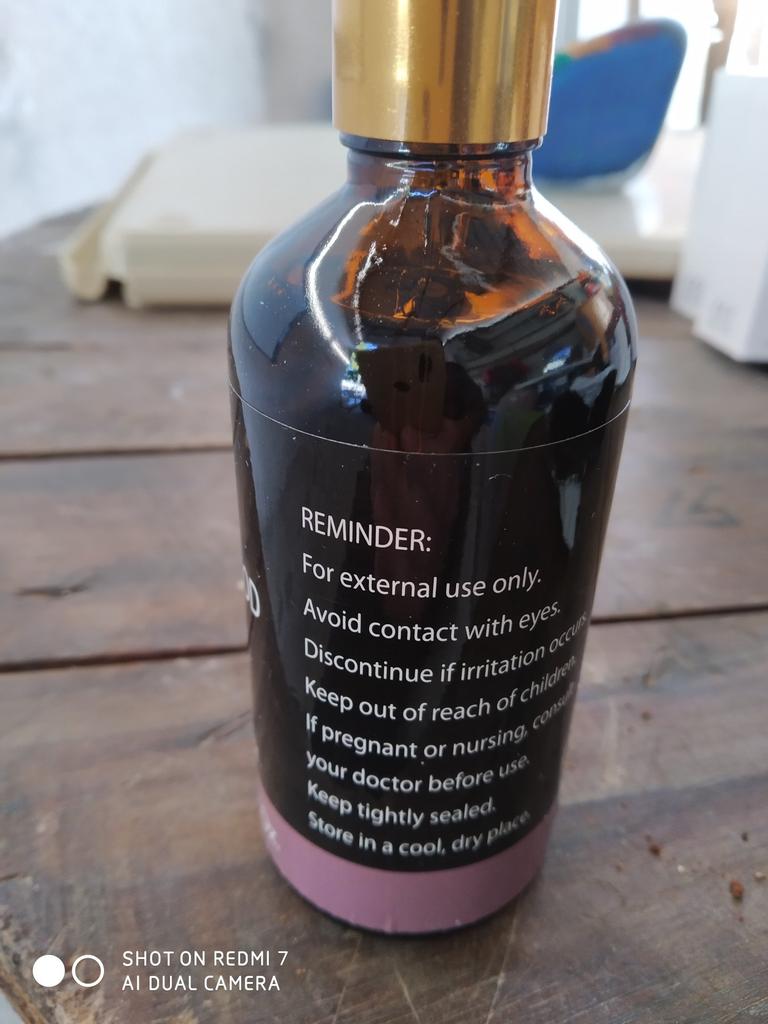 REMINDER:
For external use only.
Avoid contact with eyes.
Discontinue if irritation occurs.
Keep out of reach of children.
If pregnant or nursing, consult
your doctor before use.
Keep tightly sealed.
Store in a cool, dry place.
SHOT ON REDMI 7
AI DUAL CAMERA